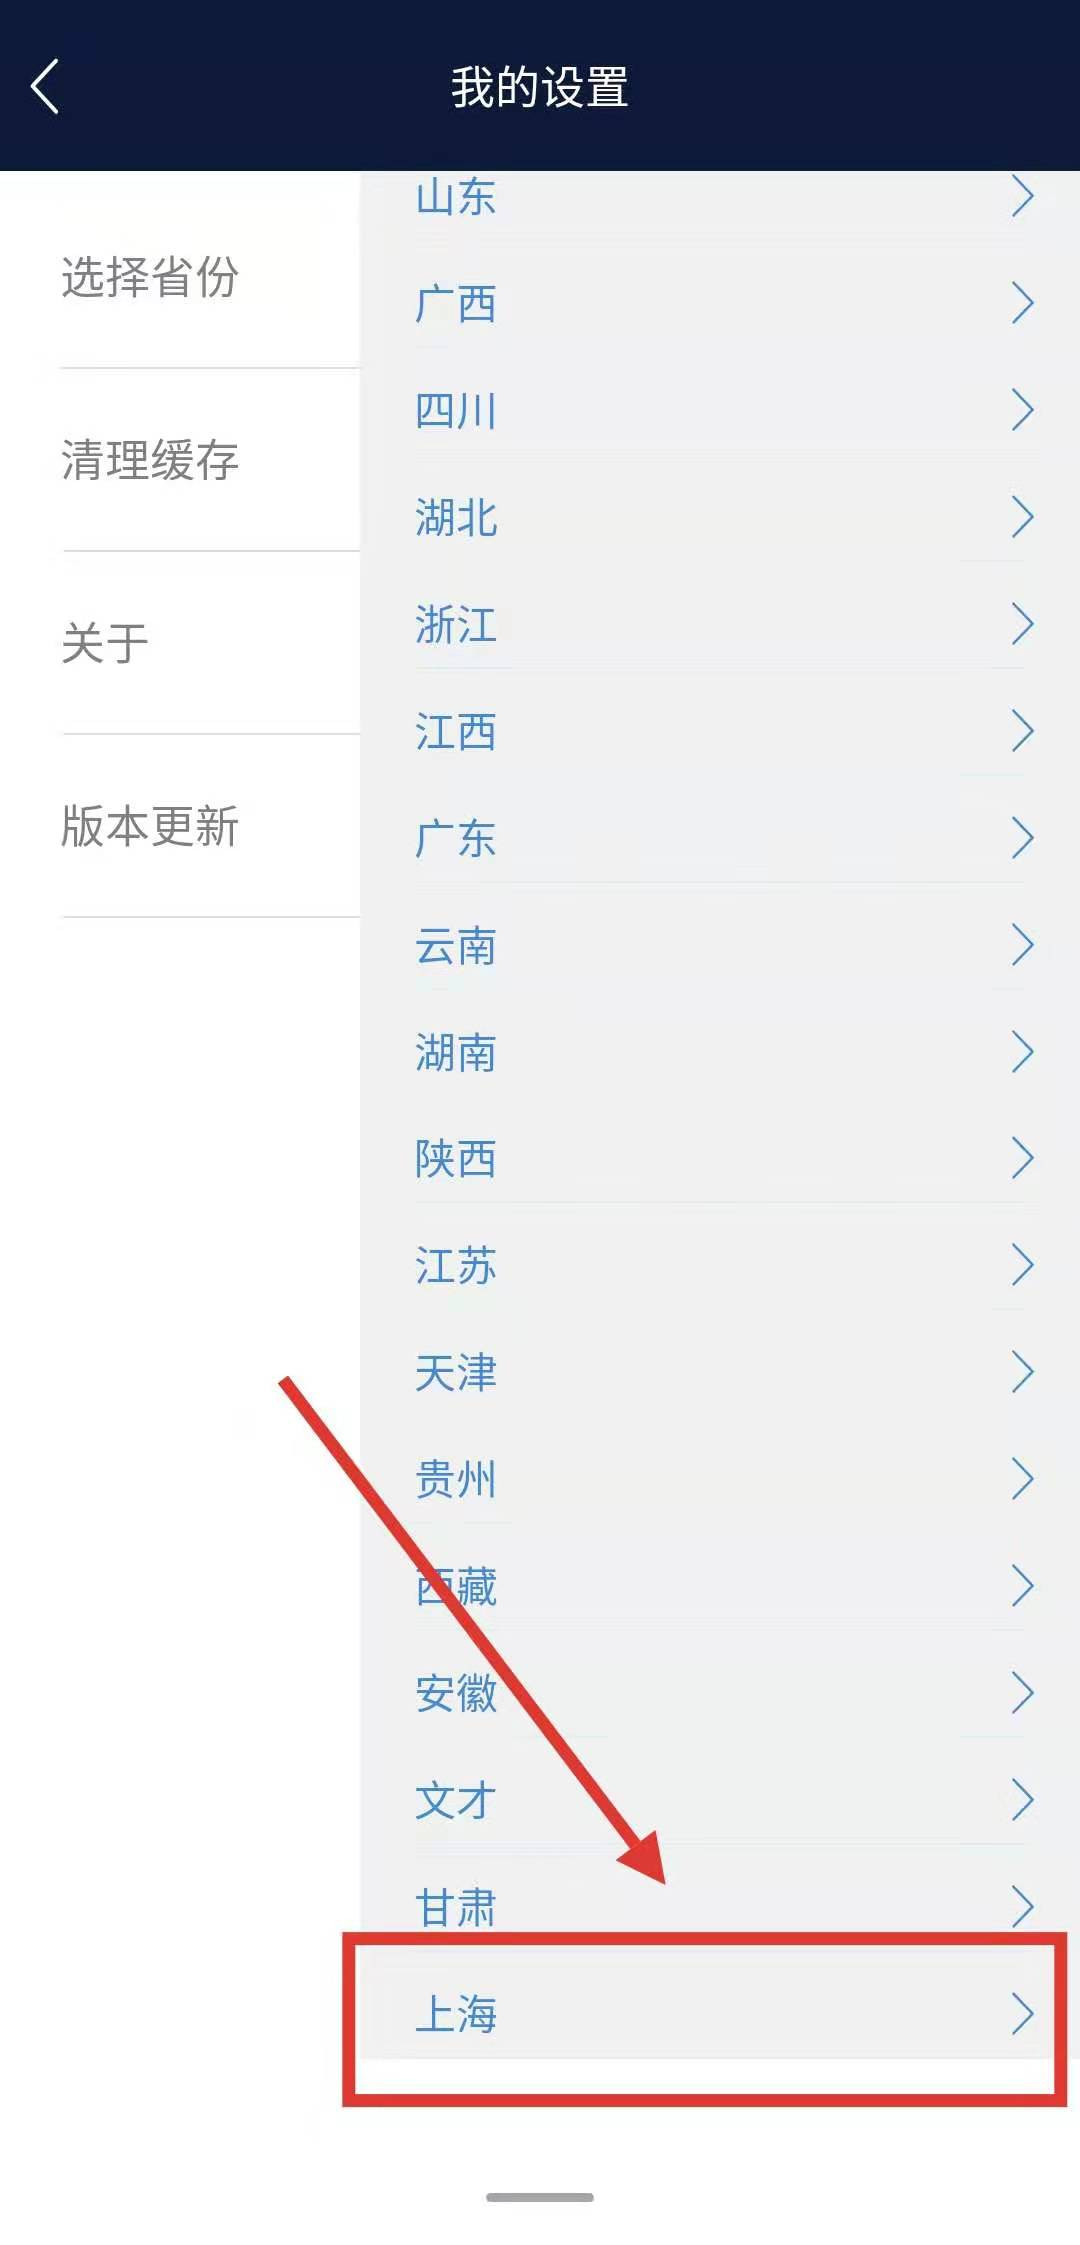 我的设置
选择省份
清理缓存
关于
版本更新
山东
广西
四川
湖北
浙江
江西
广东
云南
湖南
陕西
江苏
天津
贵州
西藏
安徽
文才
甘肃
上海